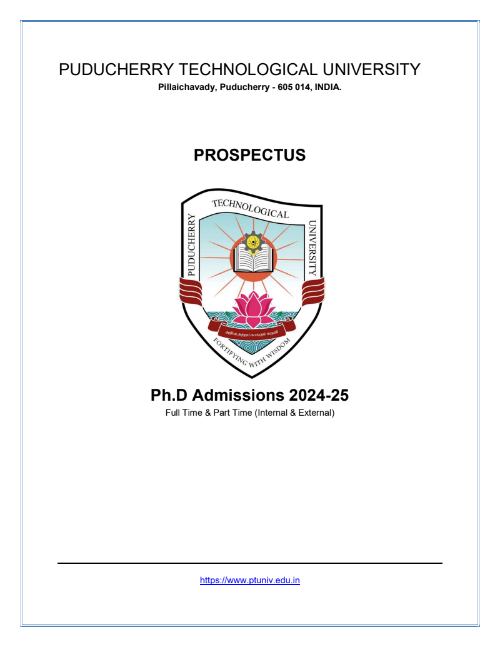 PUDUCHERRY TECHNOLOGICAL UNIVERSITY
Pillaichavady, Puducherry - 605 014, INDIA.
PROSPECTUS
TECHNOLOGICAL
PUDUCHERRY
UNIVERSITY
FORTIFYING WITH WISDOM
Ph.D Admissions 2024-25
Full Time & Part Time (Internal & External)
https://www.ptuniv.edu.in